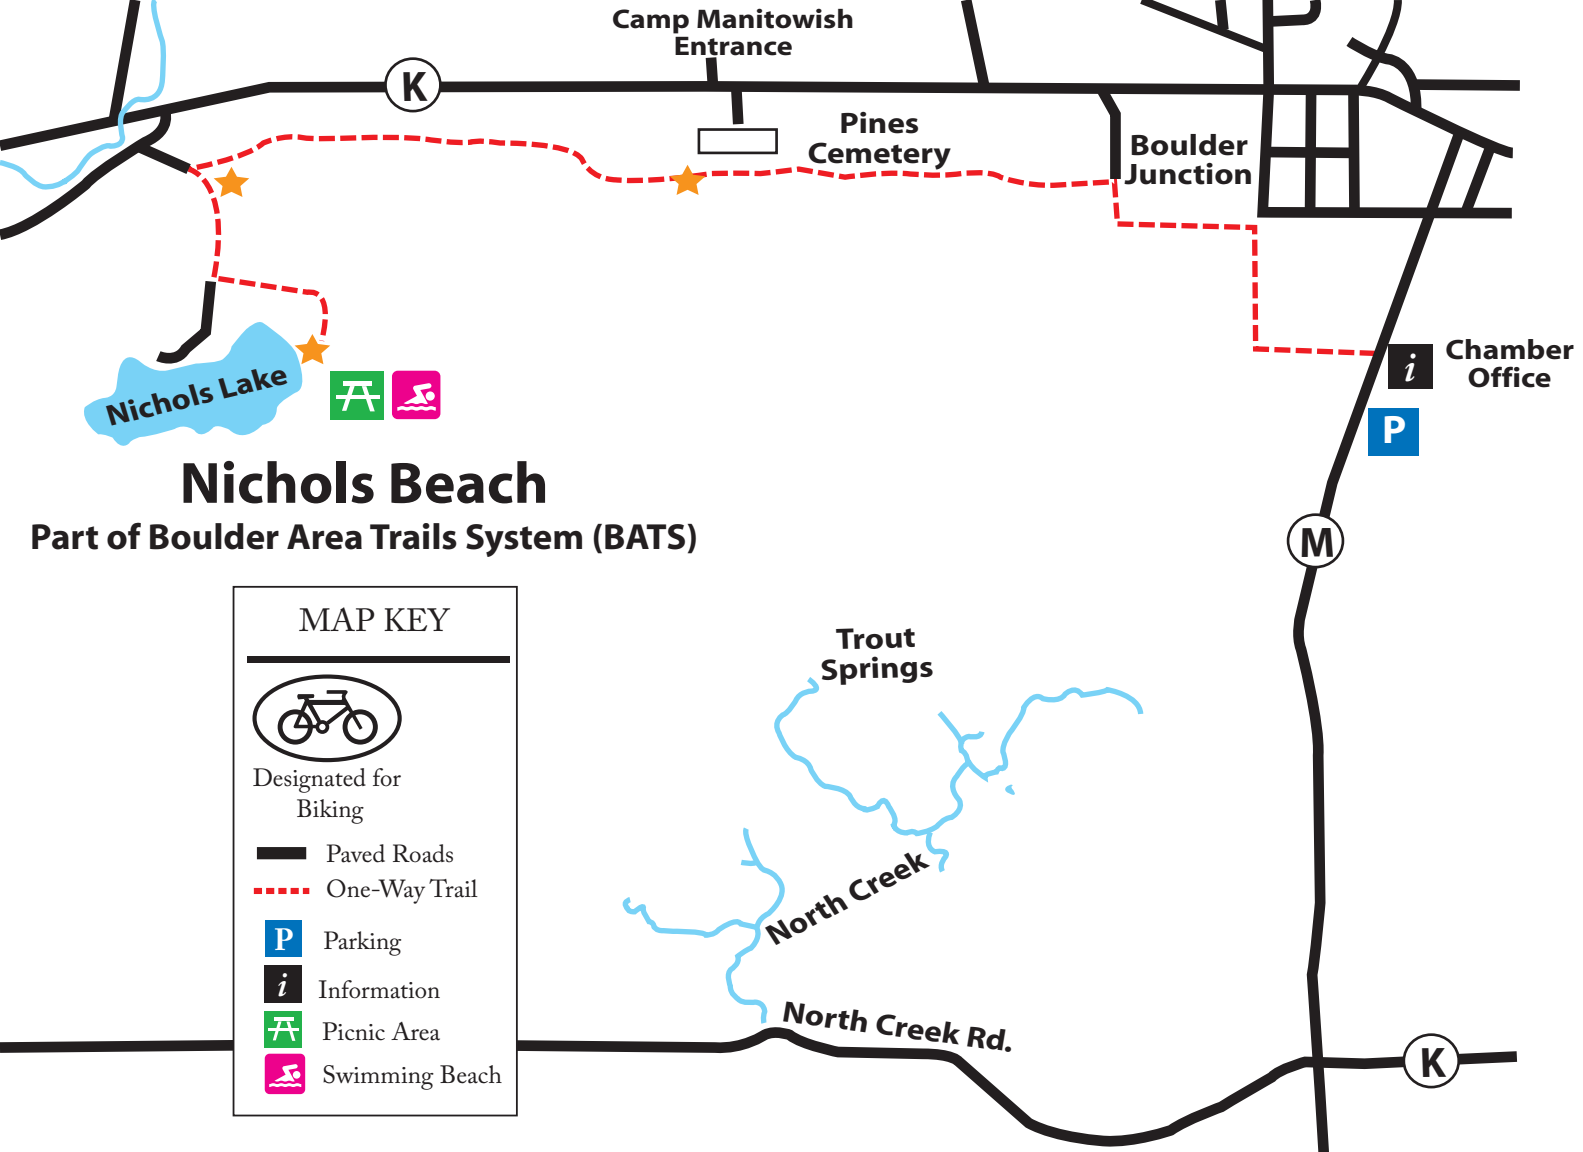 Camp Manitowish
Entrance
K
Pines
Cemetery
Boulder
Junction
Chamber
Office
i
P
Nichols Lake
Nichols Beach
Part of Boulder Area Trails System (BATS)
M
MAP KEY
Designated for
Biking
Paved Roads
One-Way Trail
P Parking
i Information
Picnic Area
Swimming Beach
Trout
Springs
North Creek
North Creek Rd.
K